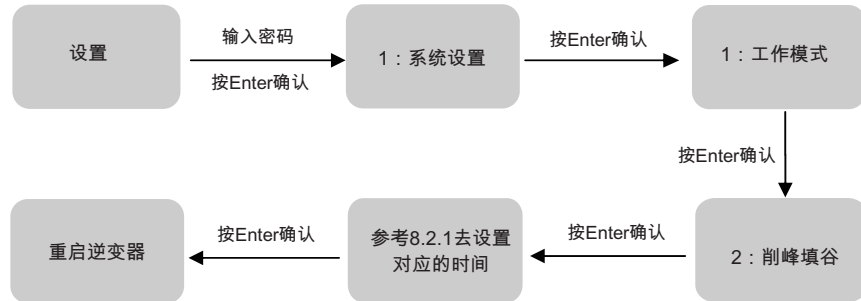 设置
输入密码
按Enter确认
1：系统设置
按Enter确认
1：工作模式
按Enter确认
2：削峰填谷
按Enter确认
参考8.2.1去设置
对应的时间
按Enter确认
重启逆变器